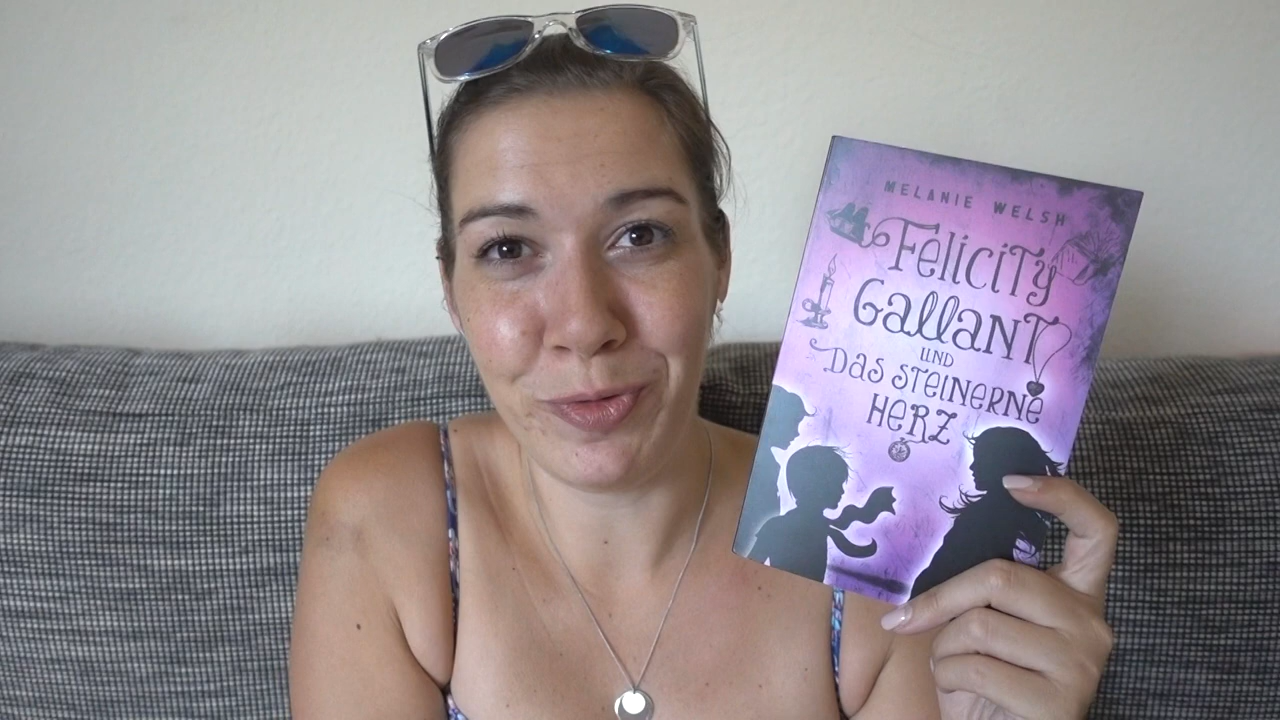 MELANIE WELSH
Felicity
Gallant
UND
Das steinerne
Herz